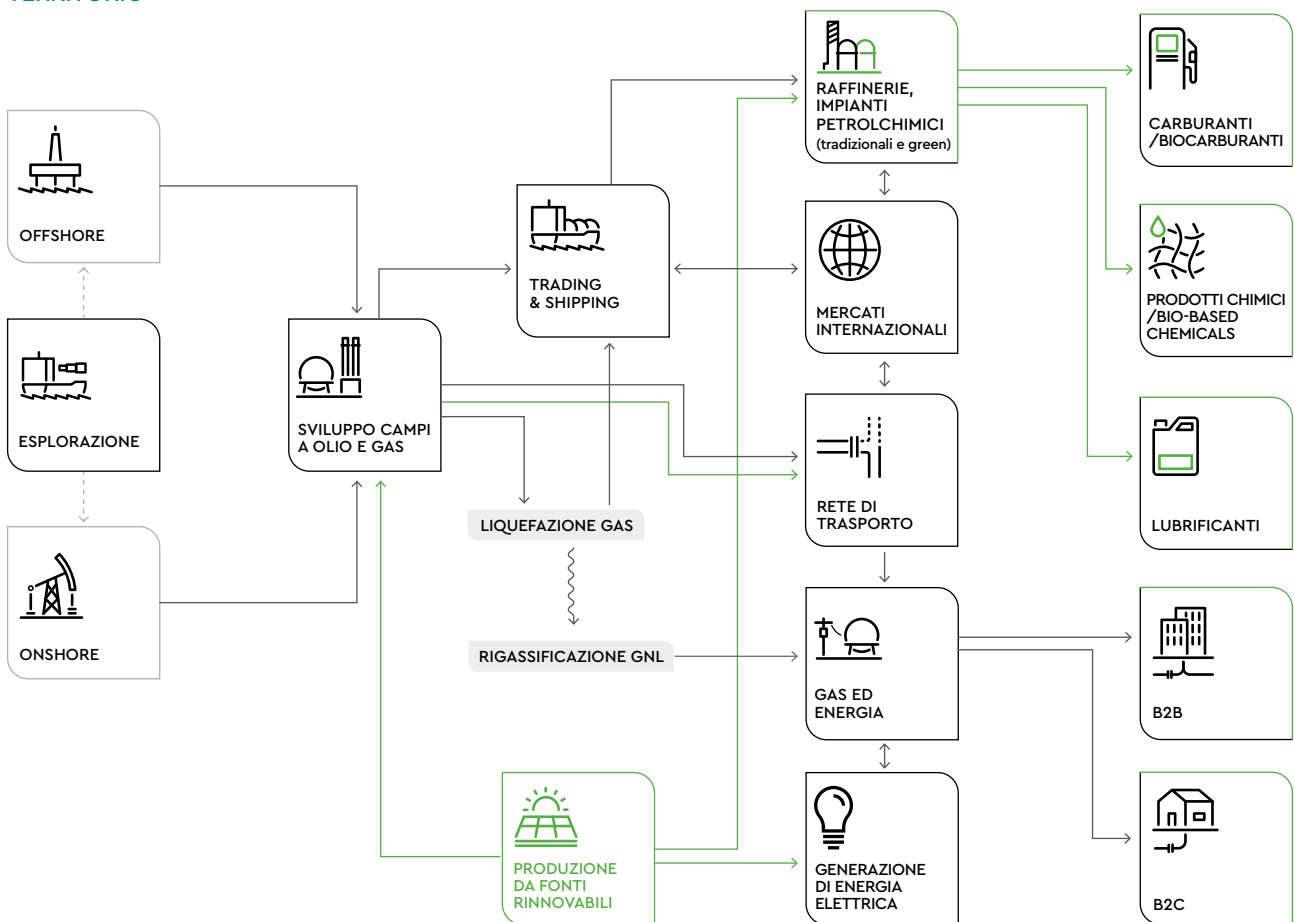 TERRITORIO
OFFSHORE
ESPLORAZIONE
ONSHORE
SVILUPPO CAMPI
A OLIO E GAS
TRADING
& SHIPPING
LIQUEFAZIONE GAS
RIGASSIFICAZIONE GNL
PRODUZIONE
DA FONTI
RINNOVABILI
RAFFINERIE,
IMPIANTI
PETROLCHIMICI
(tradizionali e green)
MERCATI
INTERNAZIONALI
RETE DI
TRASPORTO
GAS ED
ENERGIA
GENERAZIONE
DI ENERGIA
ELETTRICA
CARBURANTI
/BIOCARBURANTI
PRODOTTI CHIMICI
/BIO-BASED
CHEMICALS
LUBRIFICANTI
B2B
B2C